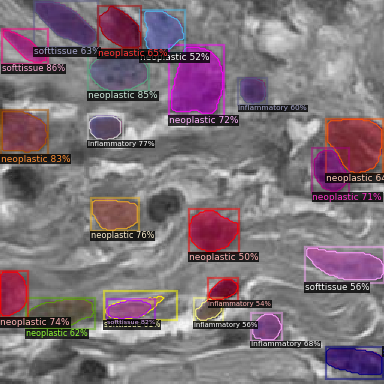 softtissue 63%
neoplastic 65%
neoplastic 52%
softtissue 86%
neoplastic 85%
inflammatory 60%
neoplastic 72%
inflammatory 77%
neoplastic 83%
neoplastic 64
neoplastic 71%
neoplastic 76%
neoplastic 50%
softtissue 56%
inflammatory 54%
neoplastic 74%
softtissue 82%
inflammatory 56%
neoplastic 62%
inflammatory 68%